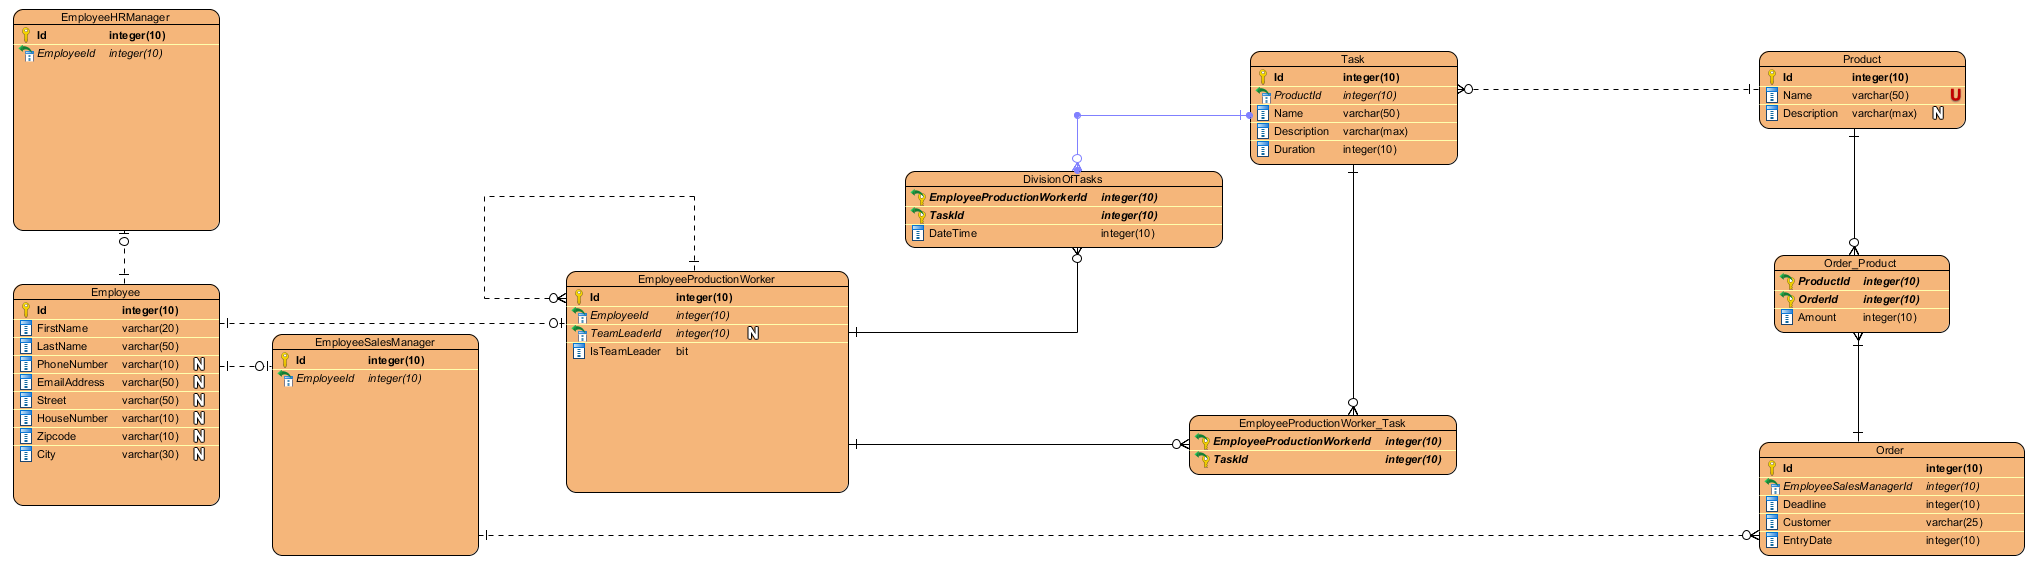 EmployeeHRManager
Id integer(10)
EmployeeId integer(10)
Employee
Id integer(10)
FirstName varchar(20)
LastName varchar(50)
PhoneNumber varchar(10) N
EmailAddress varchar(50) N
Street varchar(50) N
HouseNumber varchar(10) N
Zipcode varchar(10) N
City varchar(30) N
EmployeeSalesManager
Id integer(10)
EmployeeId integer(10)
EmployeeProductionWorker
Id integer(10)
EmployeeId integer(10)
TeamLeaderId integer(10) N
IsTeamLeader bit
DivisionOfTasks
EmployeeProductionWorkerId integer(10)
TaskId integer(10)
DateTime integer(10)
Task
Id integer(10)
ProductId integer(10)
Name varchar(50)
Description varchar(max)
Duration integer(10)
EmployeeProductionWorker_Task
EmployeeProductionWorkerId integer(10)
TaskId integer(10)
Product
Id integer(10)
Name varchar(50) U
Description varchar(max) N
Order_Product
ProductId integer(10)
OrderId integer(10)
Amount integer(10)
Order
Id integer(10)
EmployeeSalesManagerId integer(10)
Deadline integer(10)
Customer varchar(25)
EntryDate integer(10)